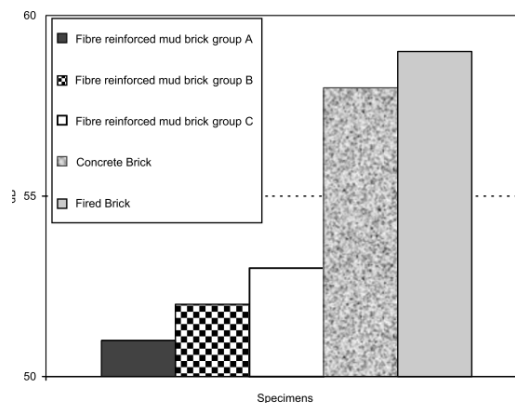 60
Fibre reinforced mud brick group A
Fibre reinforced mud brick group B
Fibre reinforced mud brick group C
Concrete Brick
55
Fired Brick
50
Specimens